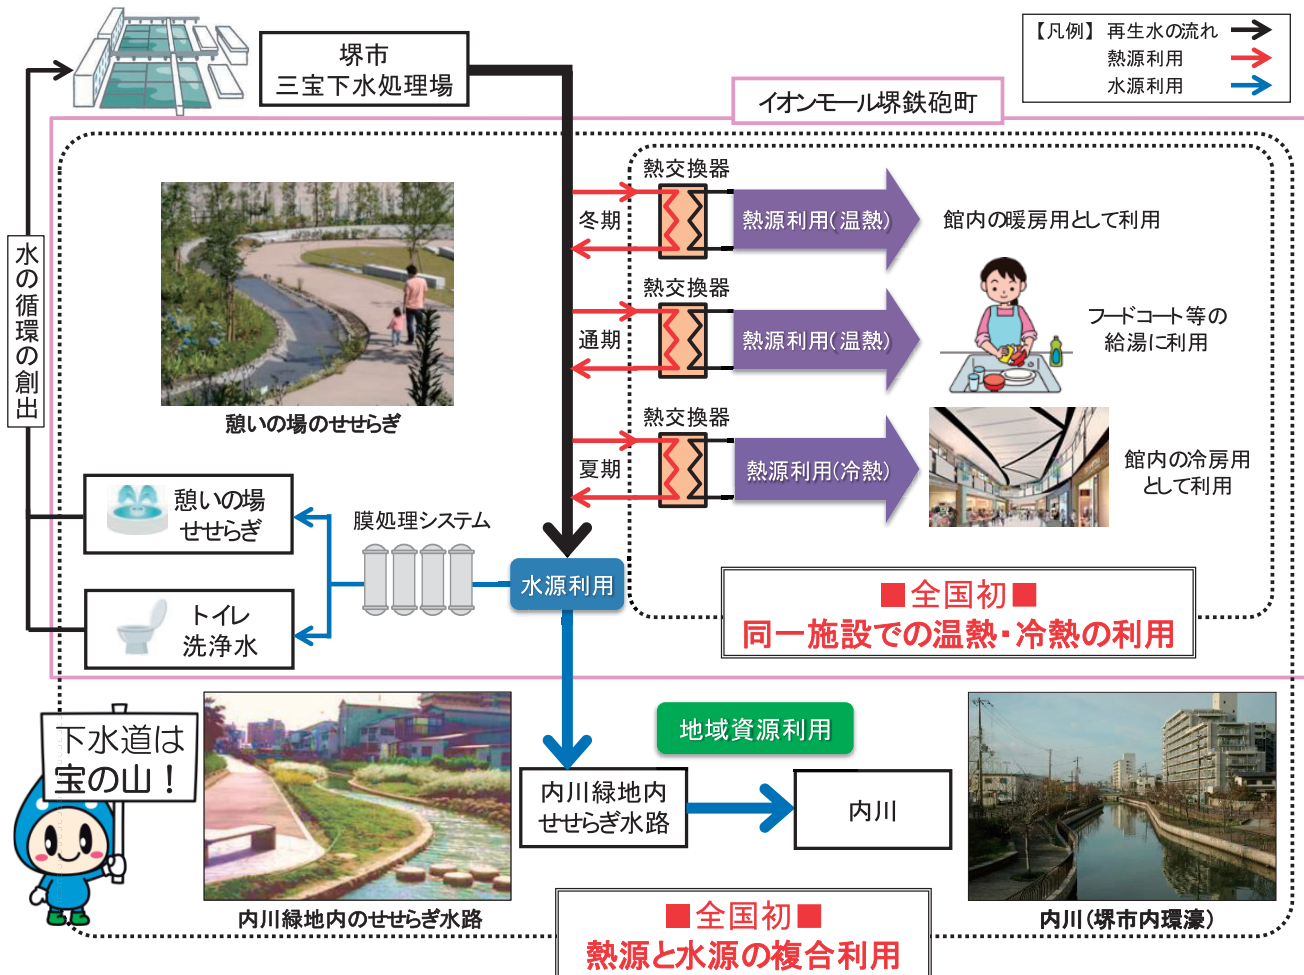 堺市
三宝下水処理場
【凡例】 再生水の流れ
熱源利用
水源利用
イオンモール堺鉄砲町
水の循環の創出
憩いの場のせせらぎ
熱交換器
冬期
熱源利用(温熱)
館内の暖房用として利用
熱交換器
通期
熱源利用(温熱)
フードコート等の
給湯に利用
熱交換器
夏期
熱源利用(冷熱)
館内の冷房用
として利用
憩いの場
せせらぎ
膜処理システム
水源利用
トイレ
洗浄水
■全国初■
同一施設での温熱・冷熱の利用
下水道は
宝の山！
地域資源利用
内川緑地内
せせらぎ水路
内川
内川緑地内のせせらぎ水路
内川(堺市内環濠)
■全国初■
熱源と水源の複合利用